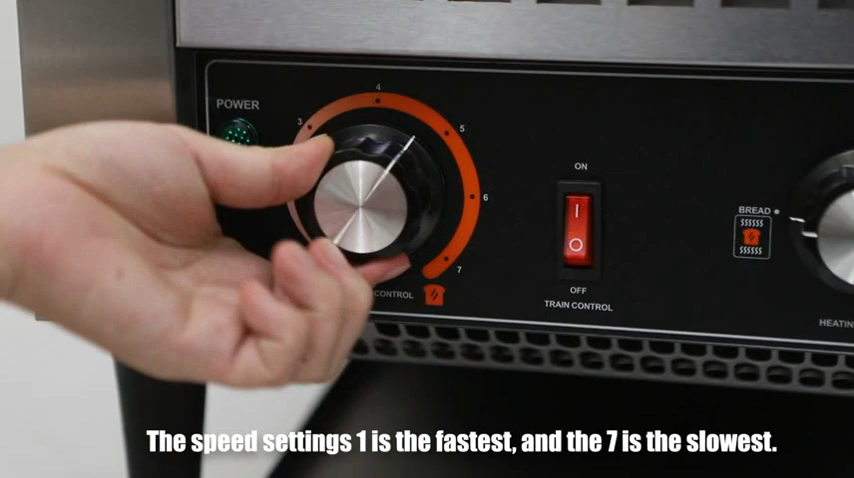 POWER
3
4
5
6
7
CONTROL
ON
I
O
OFF
TRAIN CONTROL
BREAD
The speed settings 1 is the fastest, and the 7 is the slowest.